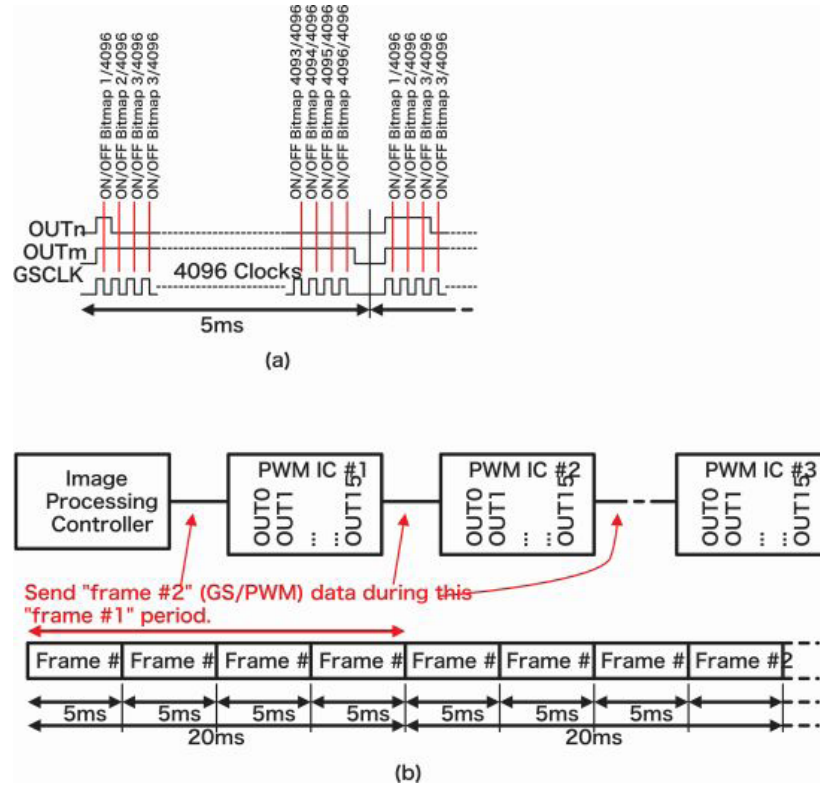 ON/OFF Bitmap 1/4096
ON/OFF Bitmap 2/4096
ON/OFF Bitmap 3/4096
ON/OFF Bitmap 3/4096
ON/OFF Bitmap 4093/4096
ON/OFF Bitmap 4094/4096
ON/OFF Bitmap 4095/4096
ON/OFF Bitmap 4096/4096
ON/OFF Bitmap 1/4096
ON/OFF Bitmap 2/4096
ON/OFF Bitmap 3/4096
ON/OFF Bitmap 3/4096
OUTn
OUTm
GSCLK
4096 Clocks
5ms
(a)
Image
Processing
Controller
PWM IC #1
OUT0
OUT1
... ...
OUT15
PWM IC #2
OUT0
OUT1
... ...
OUT15
PWM IC #3
OUT0
OUT1
... ...
OUT15
Send "frame #2" (GS/PWM) data during this
"frame #1" period.
Frame # Frame # Frame # Frame # Frame # Frame # Frame # Frame #2
5ms 5ms 5ms 5ms 5ms 5ms 5ms
20ms 20ms
(b)